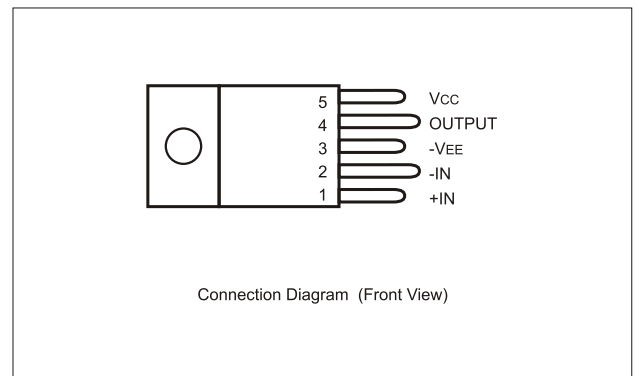 5 VCC
4 OUTPUT
3 -VEE
2 -IN
1 +IN
Connection Diagram (Front View)